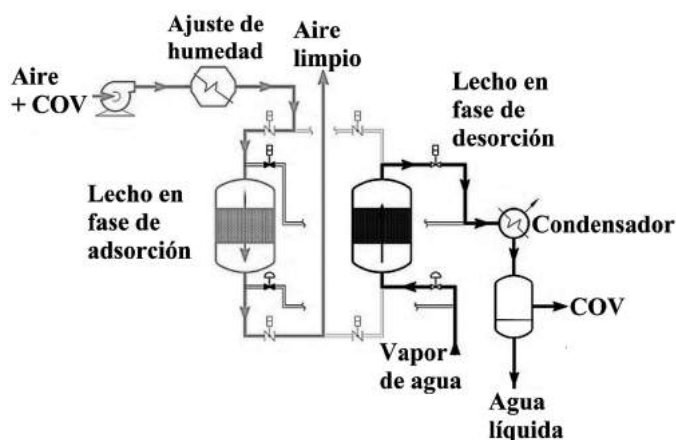 Ajuste de
humedad
Aire
limpio
Aire
+ COV
Lecho en
fase de
desorción
Lecho en
fase de
adsorción
Condensador
COV
Vapor
de agua
Agua
líquida